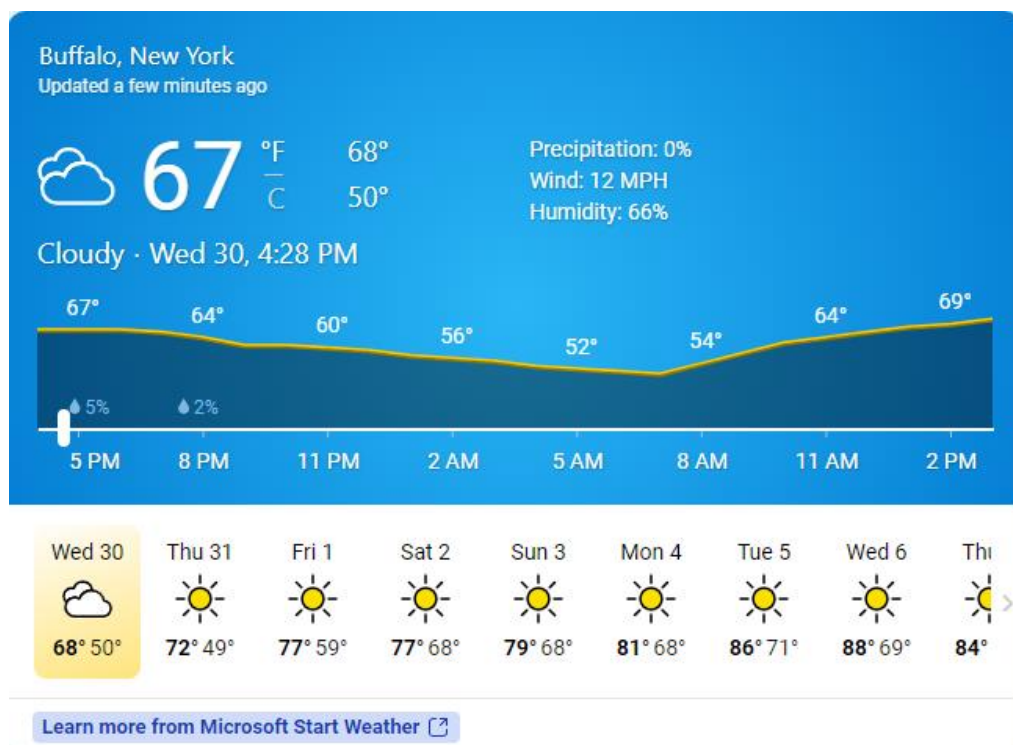 Buffalo, New York
Updated a few minutes ago
67 °F C 68° 50°
Precipitation: 0%
Wind: 12 MPH
Humidity: 66%
Cloudy · Wed 30, 4:28 PM
67° 64° 60° 56° 52° 54° 64° 69°
5% 2%
5 PM 8 PM 11 PM 2 AM 5 AM 8 AM 11 AM 2 PM
Wed 30 Thu 31 Fri 1 Sat 2 Sun 3 Mon 4 Tue 5 Wed 6
68° 50° 72° 49° 77° 59° 77° 68° 79° 68° 81° 68° 86° 71° 88° 69° 84°
Learn more from Microsoft Start Weather